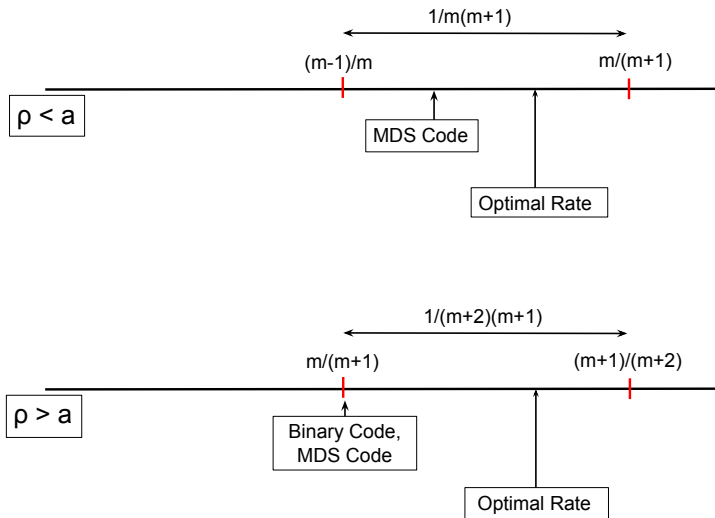 1/m(m+1)
(m-1)/m
m/(m+1)
ρ < a
MDS Code
Optimal Rate
1/(m+2)(m+1)
m/(m+1)
(m+1)/(m+2)
ρ > a
Binary Code,
MDS Code
Optimal Rate